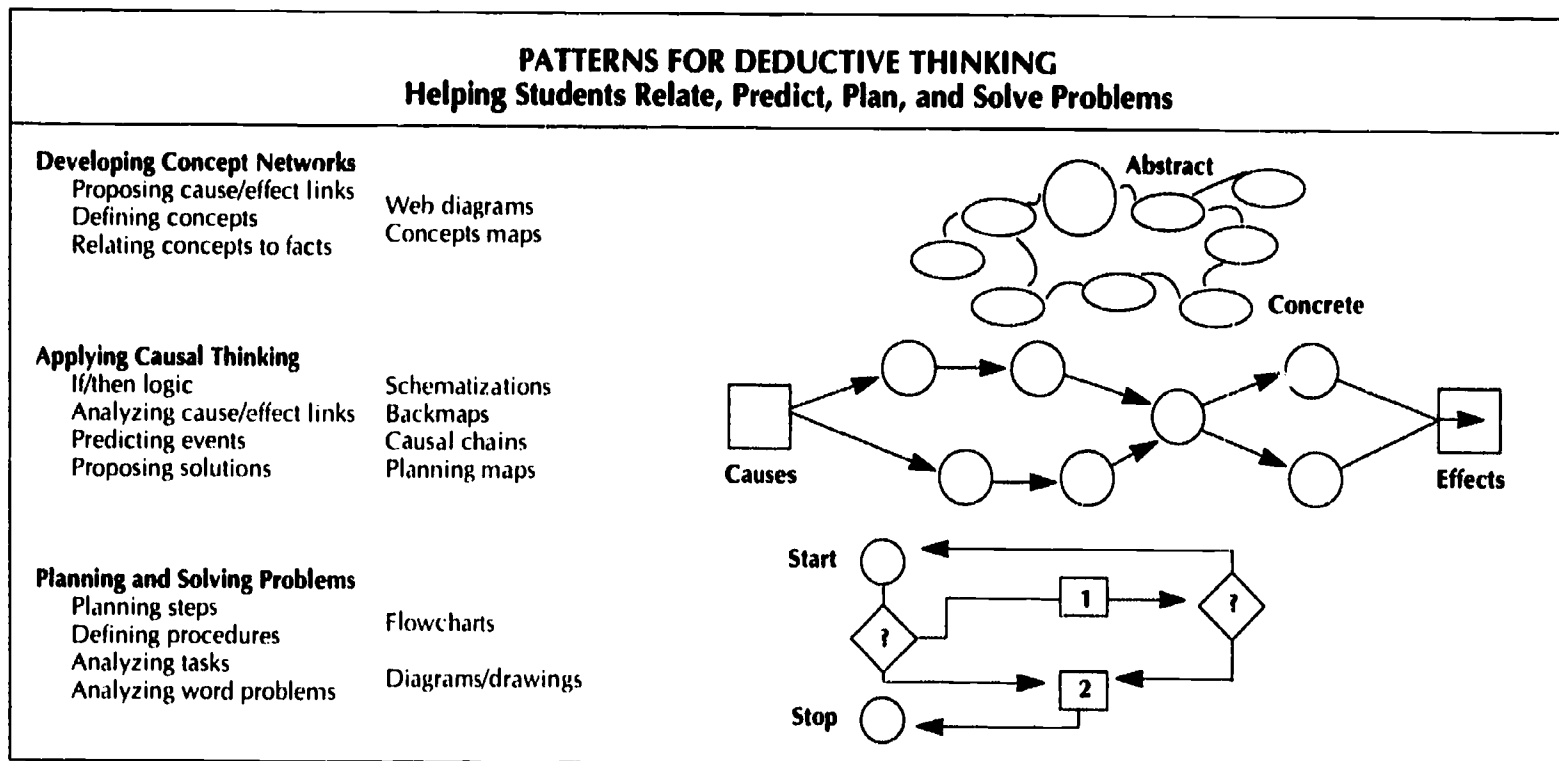 PATTERNS FOR DEDUCTIVE THINKING
Helping Students Relate, Predict, Plan, and Solve Problems
Developing Concept Networks
Proposing cause/effect links
Defining concepts
Relating concepts to facts
Web diagrams
Concepts maps
Abstract
Concrete
Applying Causal Thinking
If/then logic
Analyzing cause/effect links
Predicting events
Proposing solutions
Schematizations
Backmaps
Causal chains
Planning maps
Causes
Effects
Planning and Solving Problems
Planning steps
Defining procedures
Analyzing tasks
Analyzing word problems
Flowcharts
Diagrams/drawings
Start
1
?
?
2
Stop